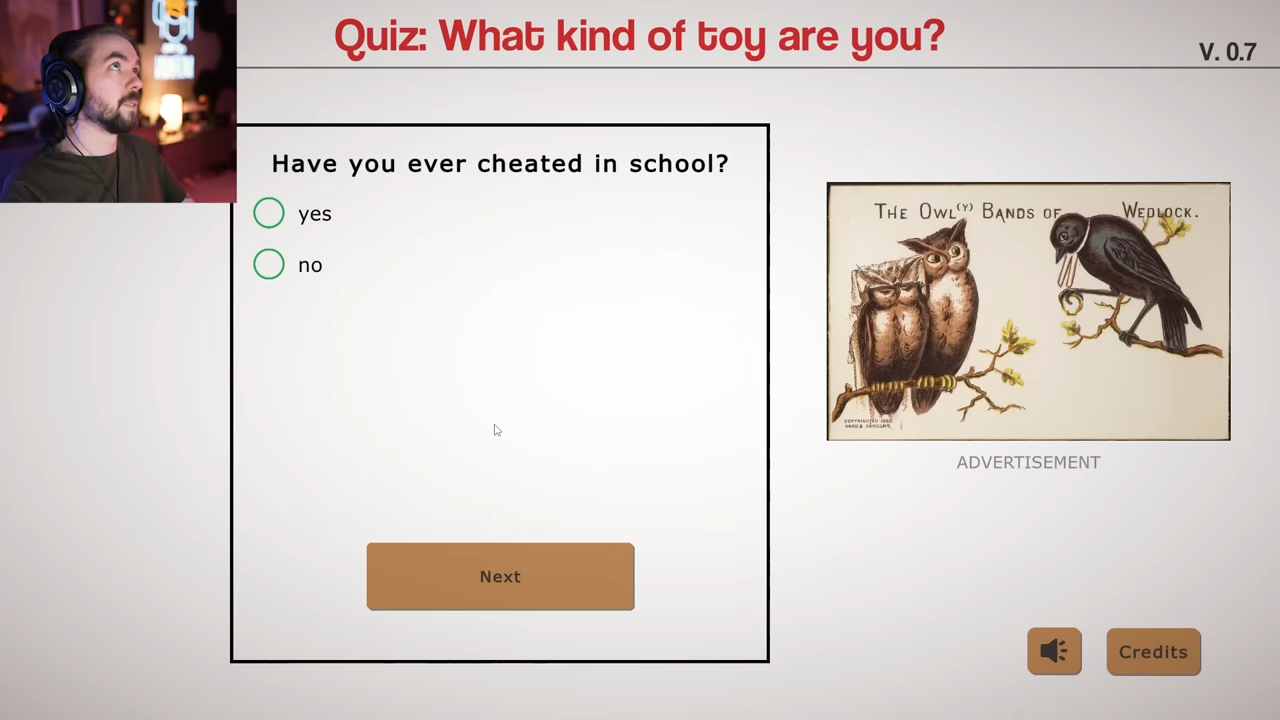 Quiz: What kind of toy are you?
V. 0.7
Have you ever cheated in school?
yes
no
Next
THE OWL(Y) BANDS OF WEDLOCK.
ADVERTISEMENT
Credits